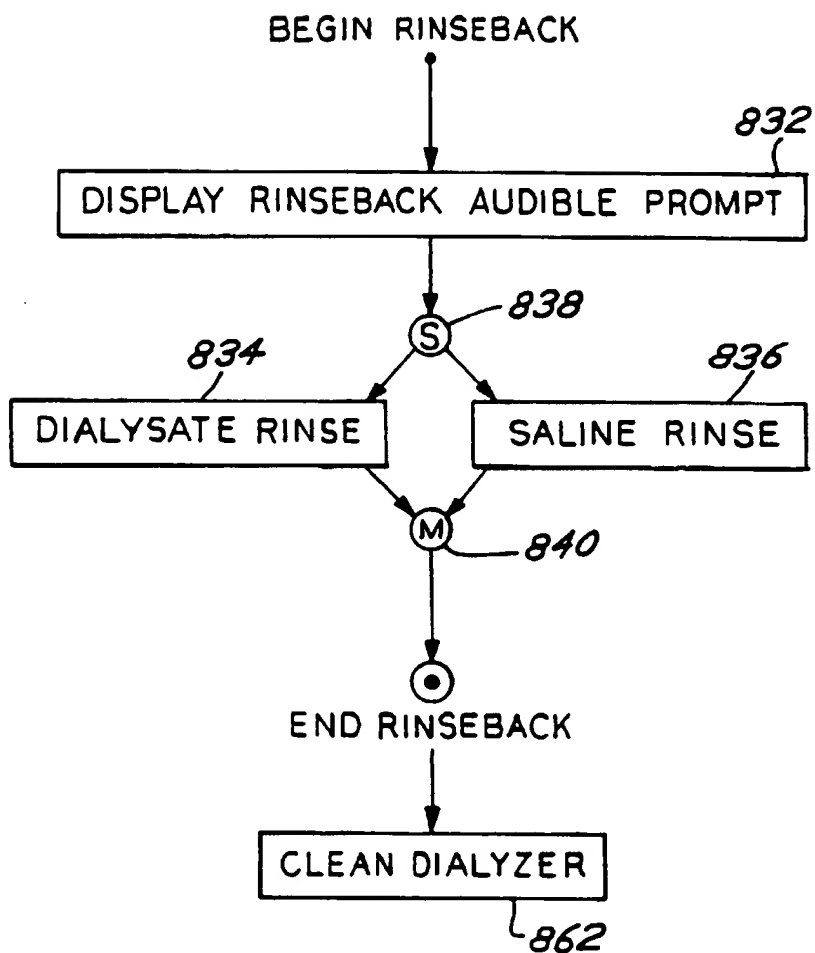 BEGIN RINSEBACK
832
DISPLAY RINSEBACK AUDIBLE PROMPT
S
838
834
836
DIALYSATE RINSE
SALINE RINSE
M
840
END RINSEBACK
CLEAN DIALYZER
862